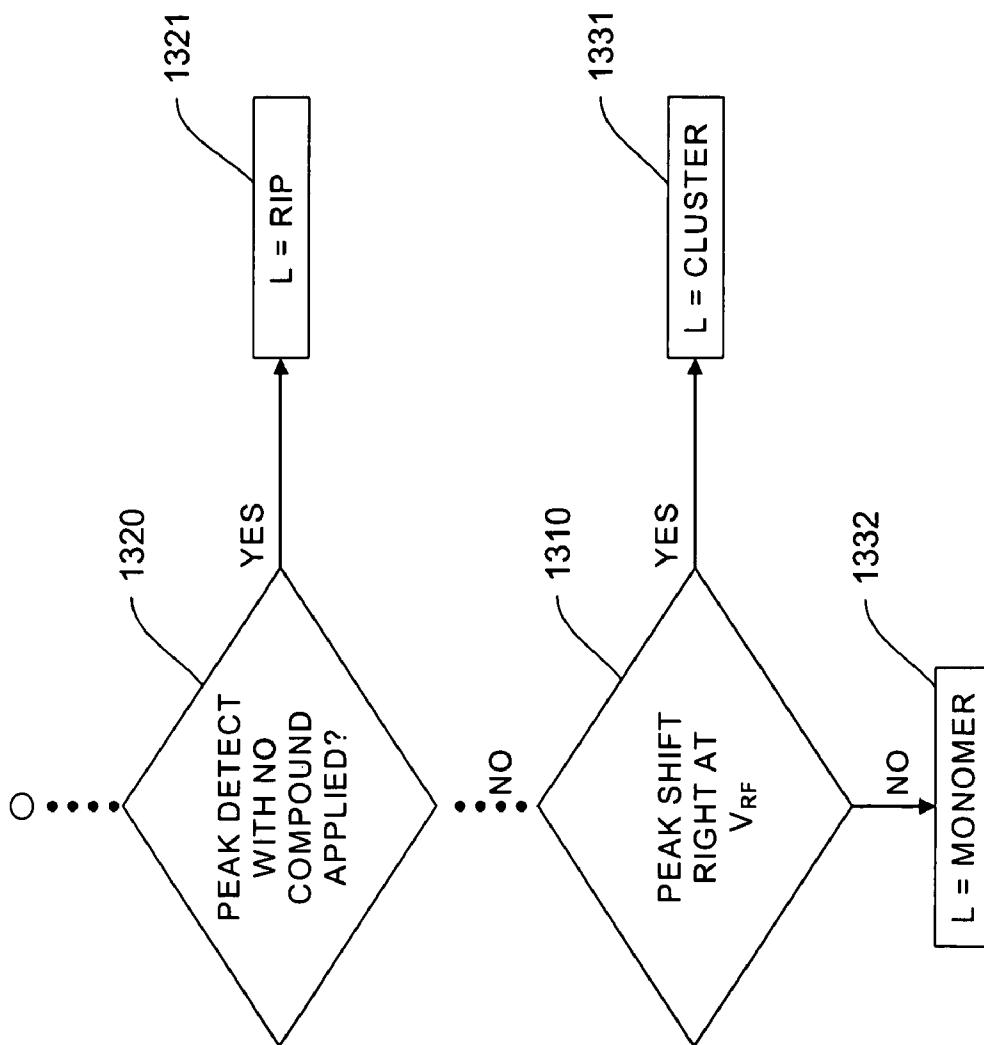 1320
PEAK DETECT
WITH NO
COMPOUND
APPLIED?
YES
1321
L = RIP
NO
1310
PEAK SHIFT
RIGHT AT
VRF
YES
1331
L = CLUSTER
NO
1332
L = MONOMER